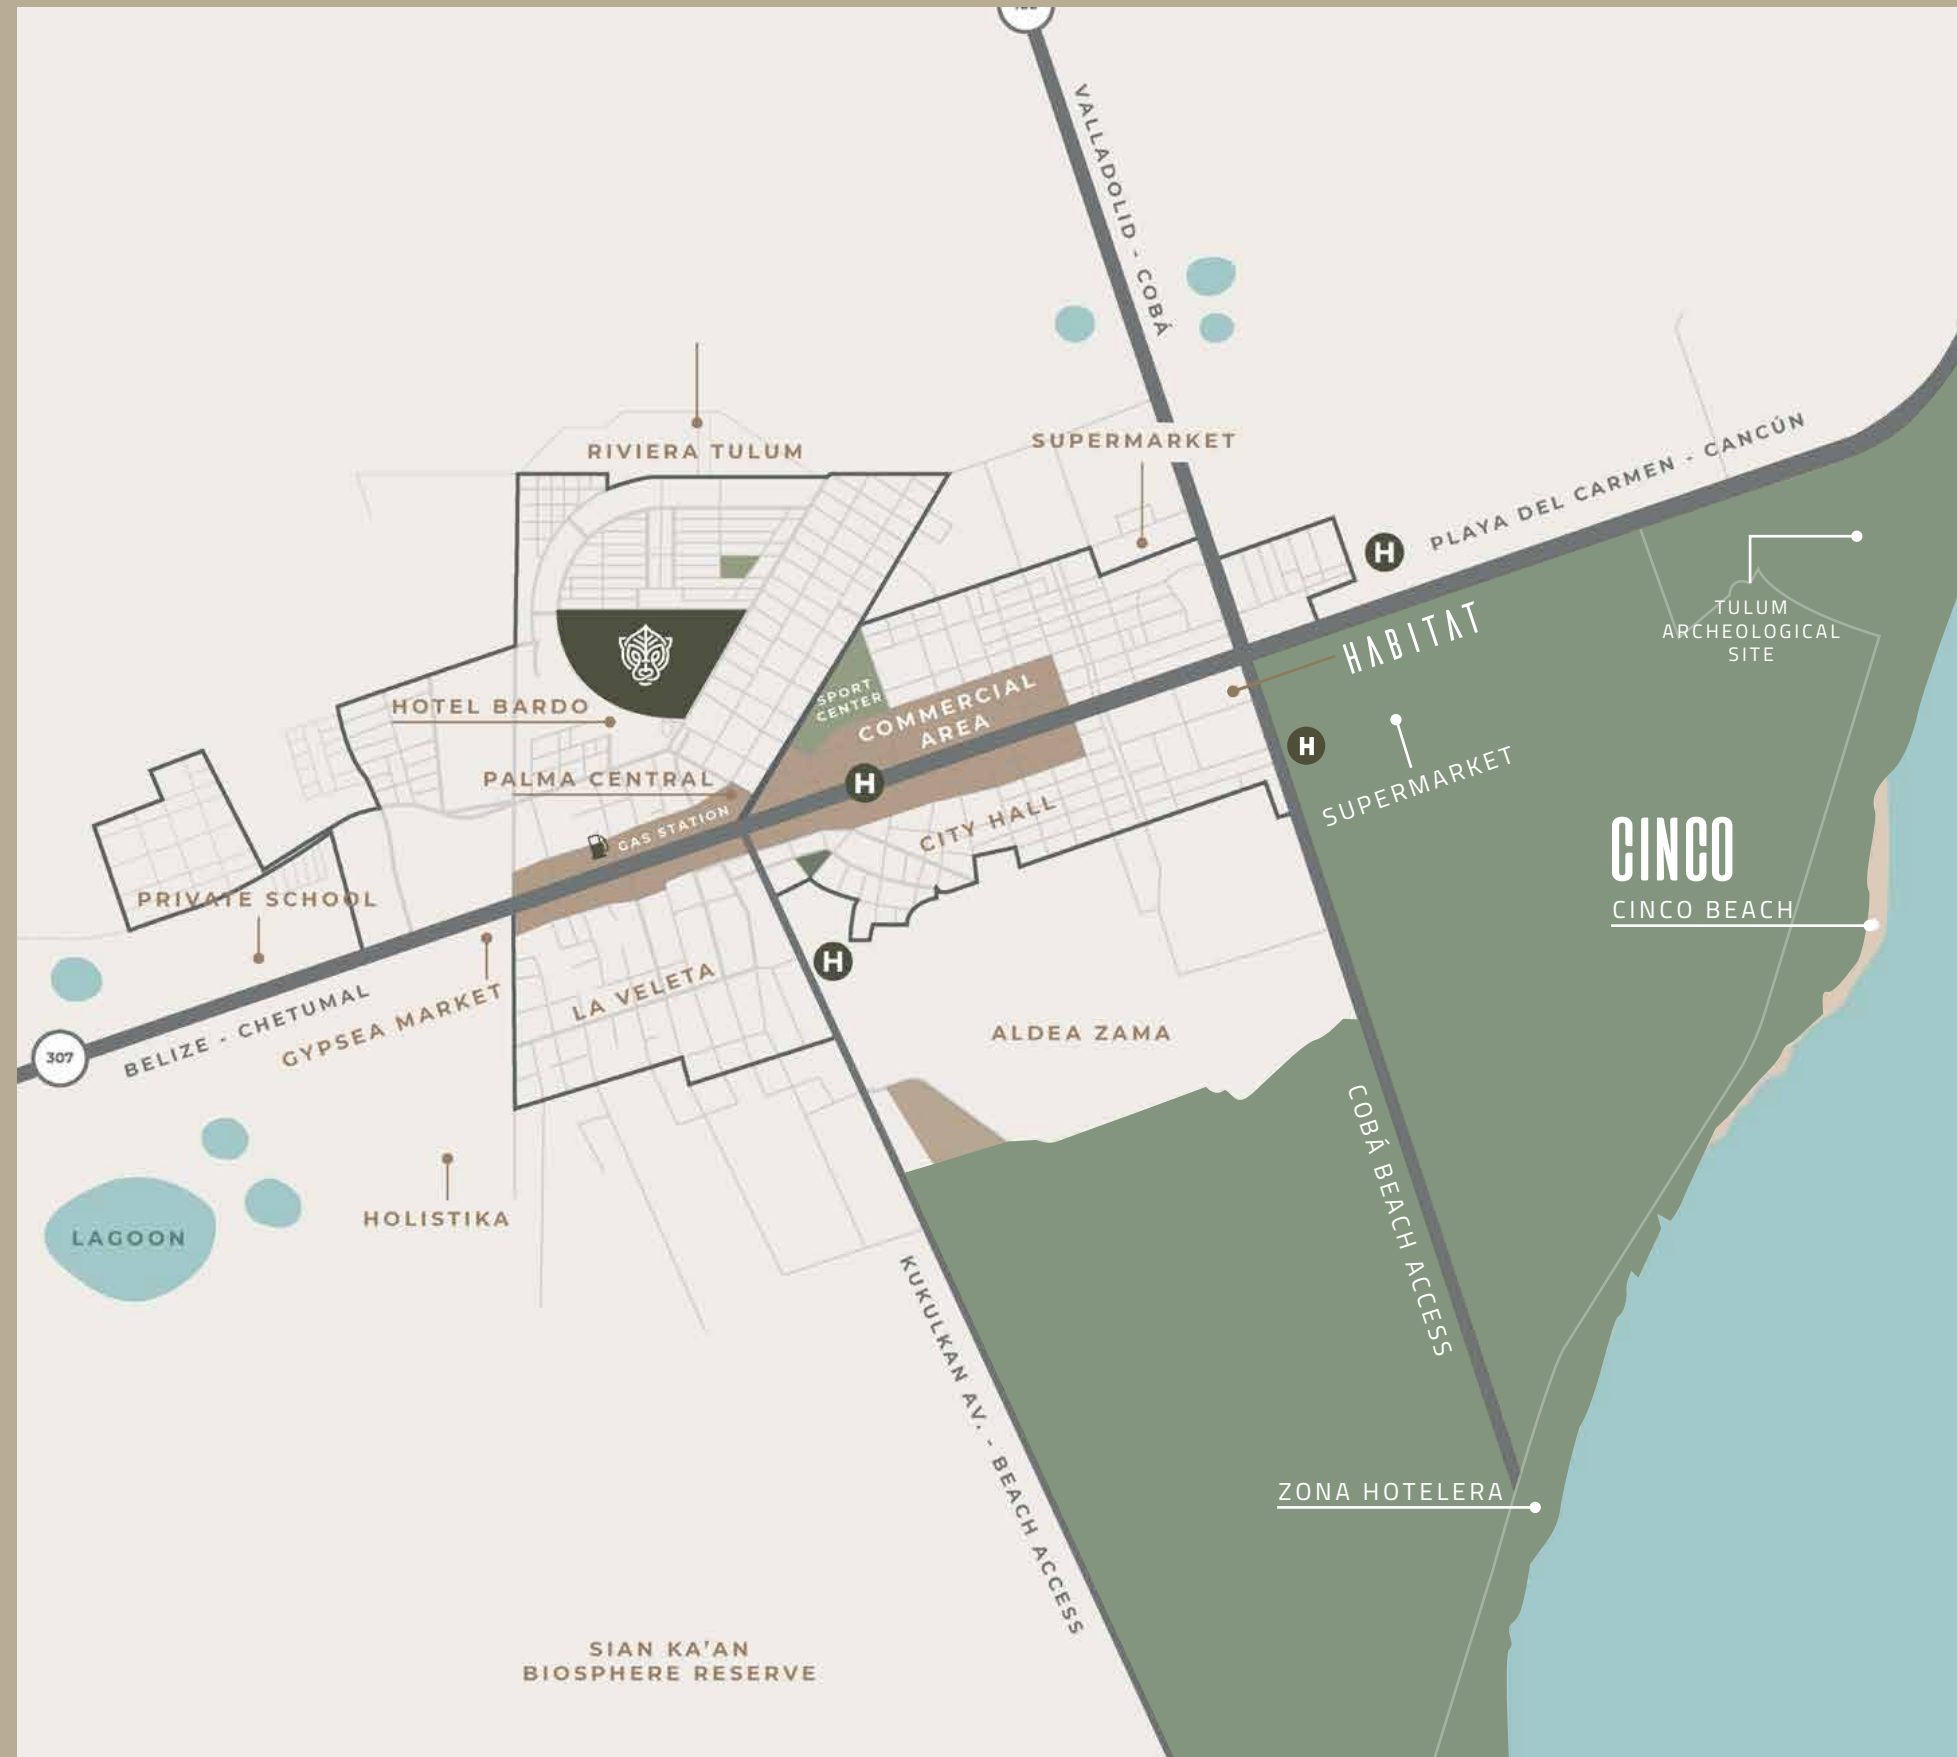 VALLADOLID - COBÁ
RIVIERA TULUM
SUPERMARKET
PLAYA DEL CARMEN - CANCÚN
H
TULUM
ARCHEOLOGICAL
SITE
HABITAT
HOTEL BARDO
SPORT
CENTER
COMMERCIAL
AREA
H
SUPERMARKET
PALMA CENTRAL
H
GAS STATION
CITY HALL
CINCO
CINCO BEACH
PRIVATE SCHOOL
H
LA VELETA
ALDEA ZAMA
BELIZE - CHETUMAL
GYPSEA MARKET
307
COBÁ BEACH ACCESS
HOLISTIKA
LAGOON
KUKULKAN AV. - BEACH ACCESS
ZONA HOTELERA
SIAN KA'AN
BIOSPHERE RESERVE